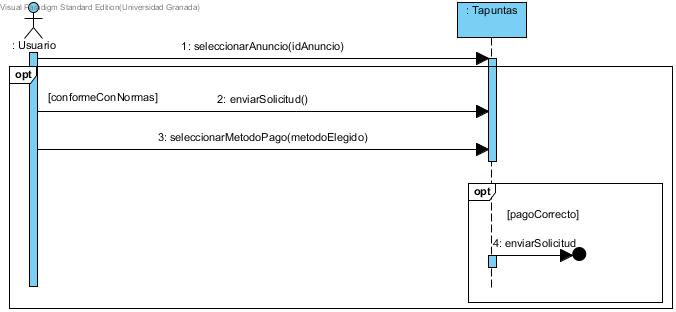 Visual Paradigm Standard Edition(Universidad Granada)
: Tapuntas
: Usuario
1: seleccionarAnuncio(idAnuncio)
opt
[conformeConNormas]
2: enviarSolicitud()
3: seleccionarMetodoPago(metodoElegido)
opt
[pagoCorrecto]
4: enviarSolicitud